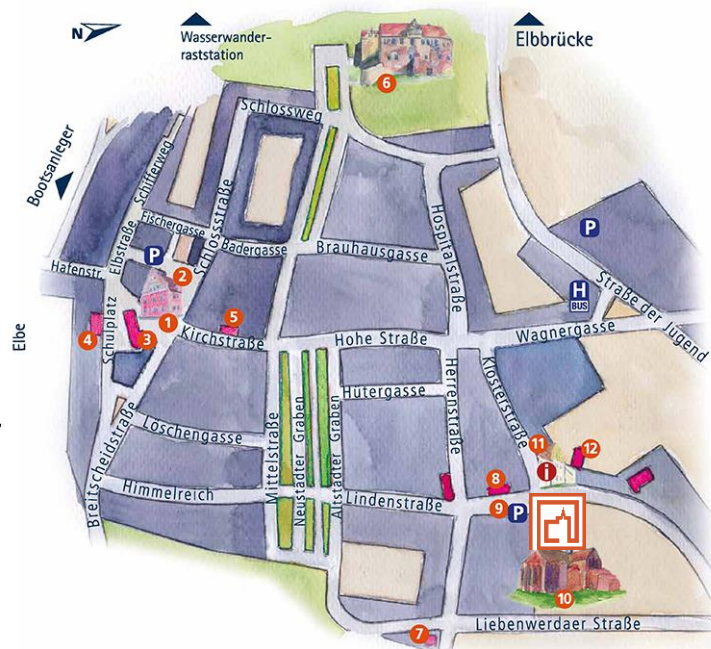 N
Wasserwander-
raststation
Elbbrücke
6
Schlossweg
Bootsanleger
Schifferweg
Fischergasse
Schlossstraße
Badergasse
Brauhausgasse
Hospitalstraße
P
P
Elbstraße
Hafenstr.
2
H
BUS
Straße der Jugend
Elbe
Schulplatz
4
3
1
5
Kirchstraße
Hohe Straße
Wagnergasse
Hütergasse
Herrenstraße
Klosterstraße
Breitscheidstraße
Löschengasse
Mittelstraße
Neustädter Graben
Altstädter Graben
11
12
i
8
Himmelreich
Lindenstraße
9
P
10
Liebenwerdaer Straße
7